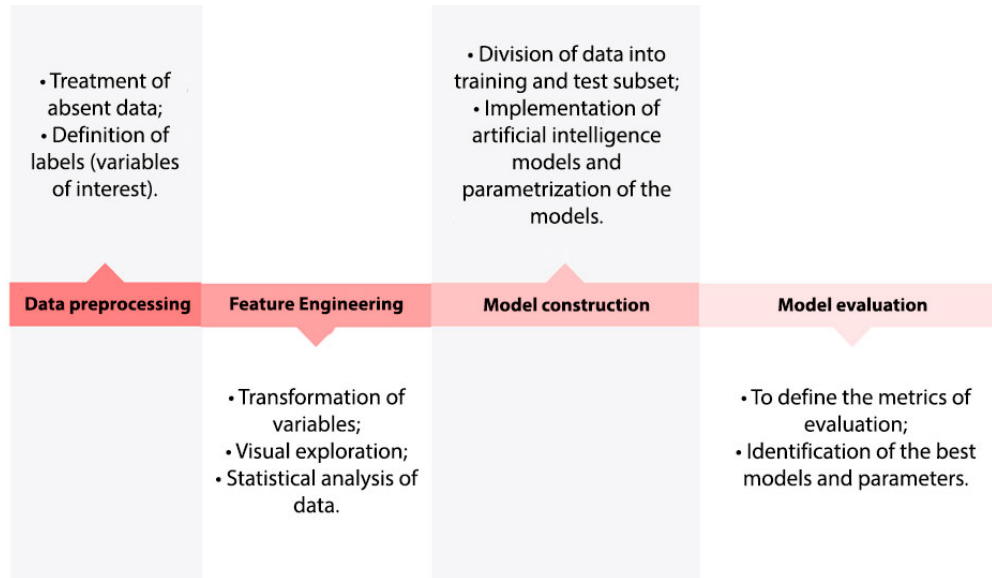 • Treatment of
absent data;
• Definition of
labels (variables
of interest).
• Division of data into
training and test subset;
• Implementation of
artificial intelligence
models and
parametrization of the
models.
Data preprocessing
Feature Engineering
Model construction
Model evaluation
• Transformation of
variables;
• Visual exploration;
• Statistical analysis of
data.
• To define the metrics of
evaluation;
• Identification of the best
models and parameters.